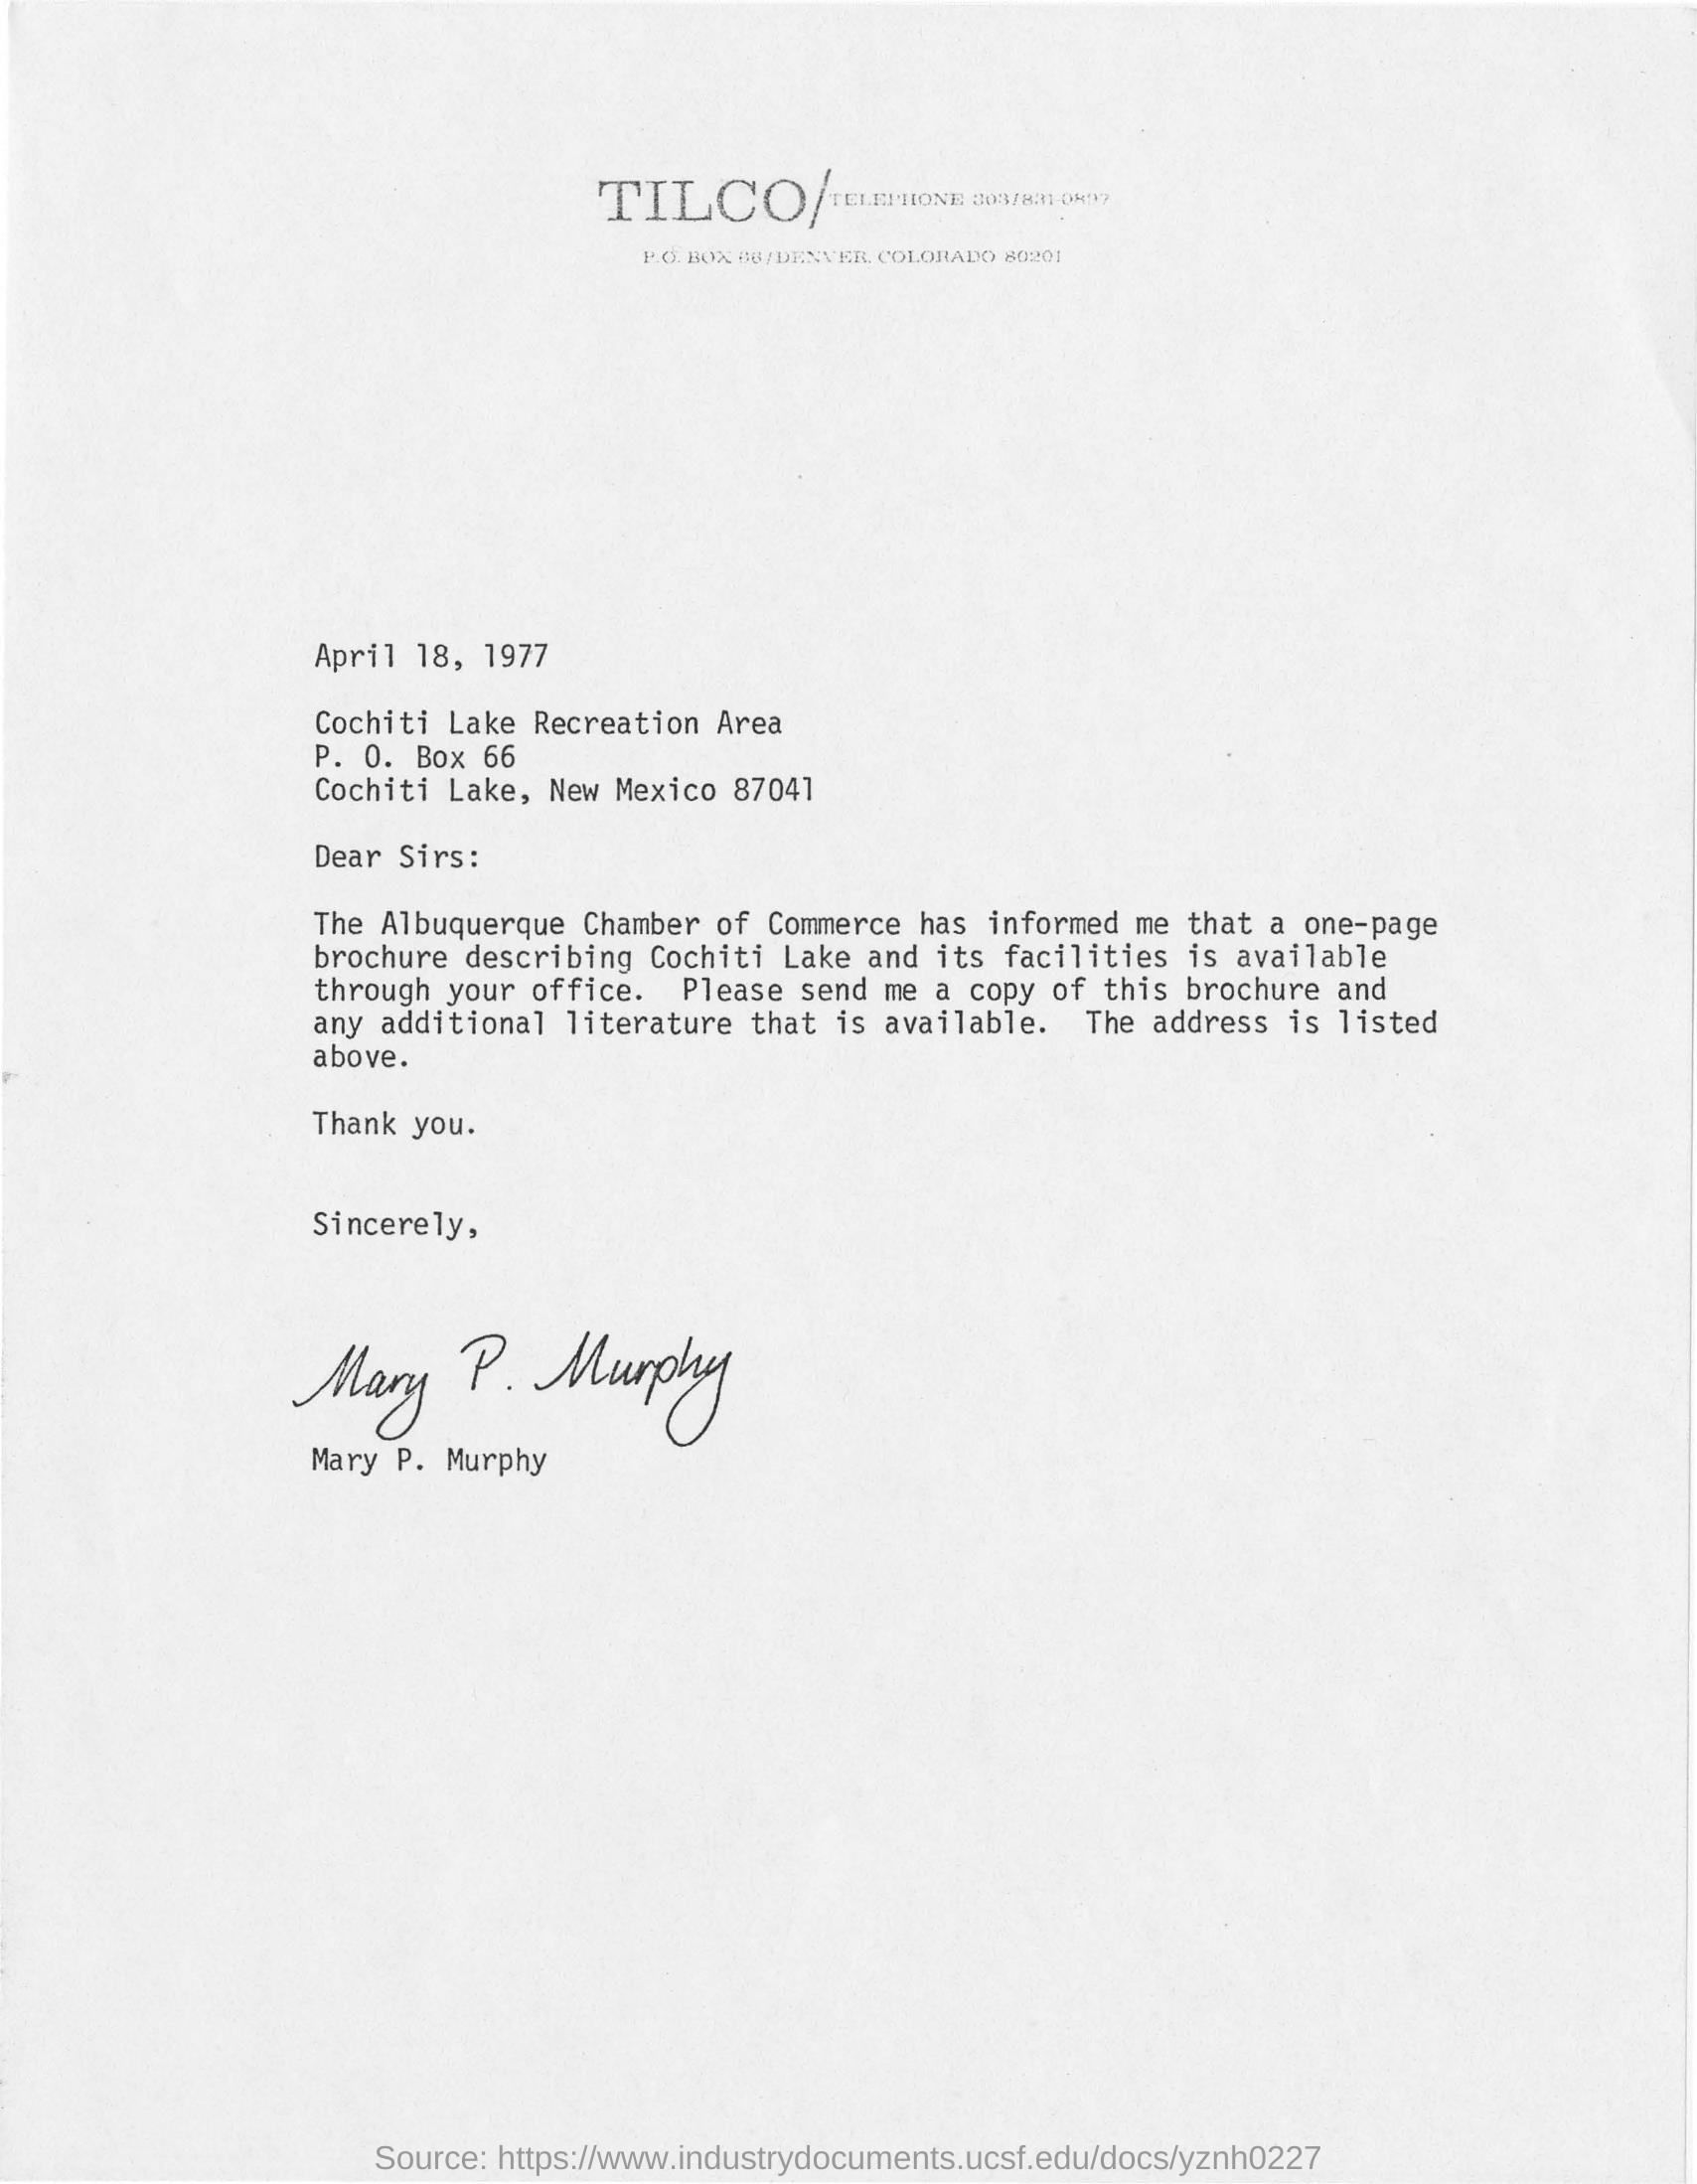 TILCO/TELEPHONE 303/831-0897
P.O. BOX 66/DENVER, COLORADO 80201
April 18, 1977
Cochiti Lake Recreation Area
P. O. Box 66
Cochiti Lake, New Mexico 87041
Dear Sirs:
The Albuquerque Chamber of Commerce has informed me that a one-page
brochure describing Cochiti Lake and its facilities is available
through your office. Please send me a copy of this brochure and
any additional literature that is available. The address is listed
above.
Thank you.
Sincerely,
Mary P. Murphy
Mary P. Murphy
Source: https://www.industrydocuments.ucsf.edu/docs/yznh0227